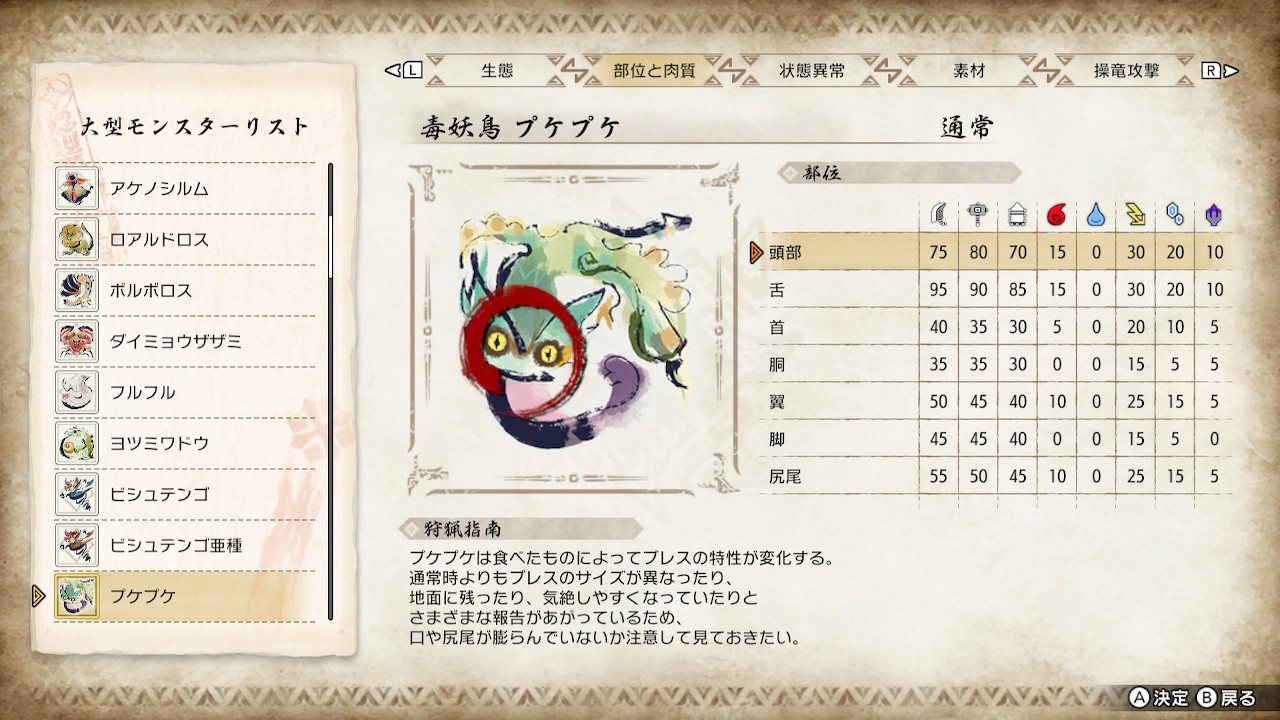 L 生態 部位と肉質 状態異常 素材 操竜攻撃 R
大型モンスターリスト
アケノシルム
ロアルドロス
ボルボロス
ダイミョウザザミ
フルフル
ヨツミワドウ
ビシュテンゴ
ビシュテンゴ亜種
プケプケ
毒妖鳥 プケプケ 通常
部位
頭部 75 80 70 15 0 30 20 10
舌 95 90 85 15 0 30 20 10
首 40 35 30 5 0 20 10 5
胴 35 35 30 0 0 15 5 5
翼 50 45 40 10 0 25 15 5
脚 45 45 40 0 0 15 5 0
尻尾 55 50 45 10 0 25 15 5
狩猟指南
プケプケは食べたものによってブレスの特性が変化する。
通常時よりもブレスのサイズが異なったり、
地面に残ったり、気絶しやすくなっていたりと
さまざまな報告があがっているため、
口や尻尾が膨らんでいないか注意して見ておきたい。
A 決定 B 戻る